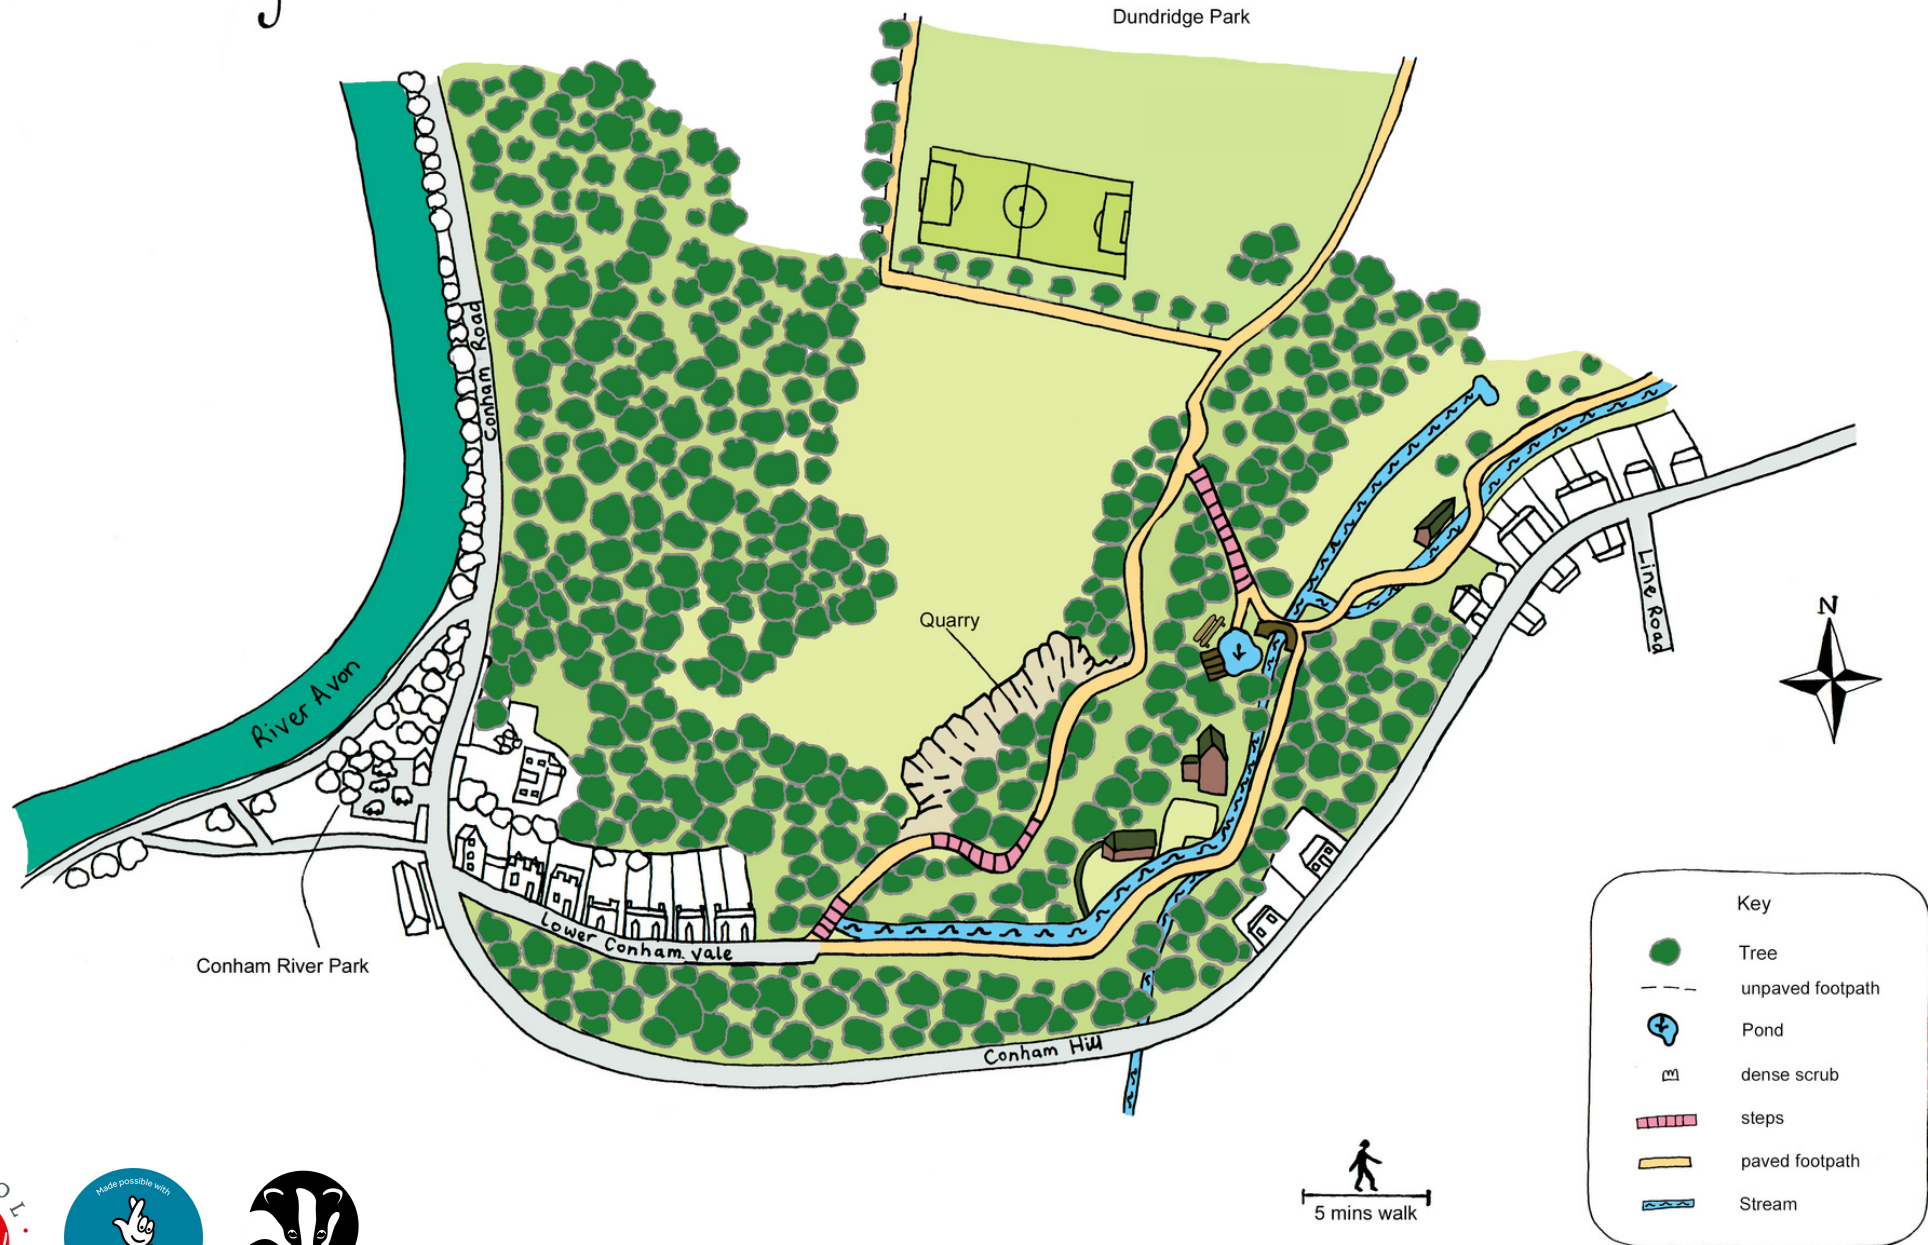 Dundridge Park
Conham Road
Quarry
Line Road
N
River Avon
Lower Conham Vale
Conham River Park
Conham Hill
Key
Tree
unpaved footpath
Pond
dense scrub
steps
paved footpath
Stream
5 mins walk
Made possible with
O L